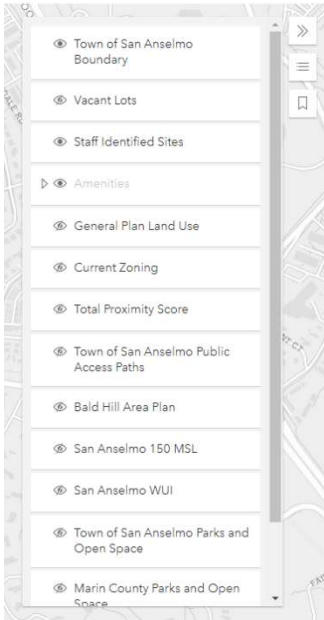 Town of San Anselmo
Boundary
Vacant Lots
Staff Identified Sites
Amenities
General Plan Land Use
Current Zoning
Total Proximity Score
Town of San Anselmo Public
Access Paths
Bald Hill Area Plan
San Anselmo 150 MSL
San Anselmo WUI
Town of San Anselmo Parks and
Open Space
Marin County Parks and Open
Space